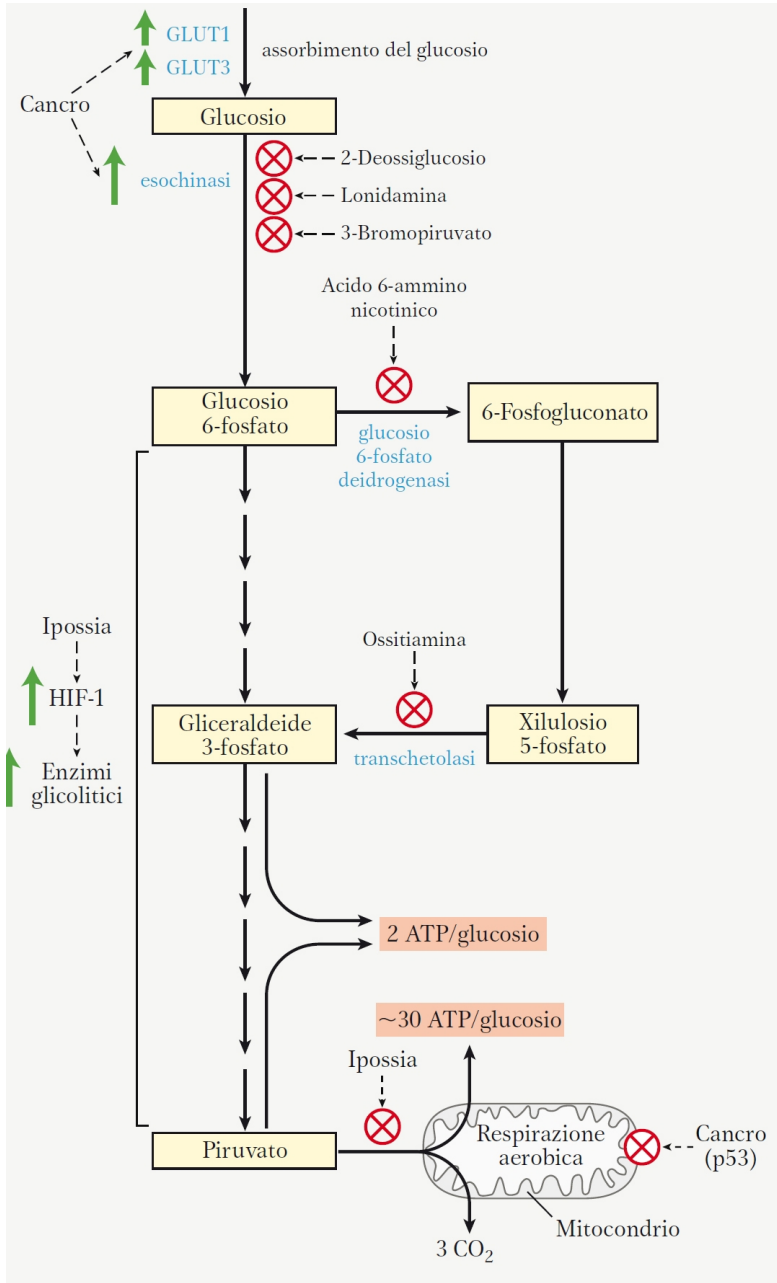 GLUT1
GLUT3
assorbimento del glucosio
Cancro
Glucosio
esochinasi
2-Deossiglucosio
Lonidamina
3-Bromopiruvato
Acido 6-ammino
nicotinico
Glucosio
6-fosfato
6-Fosfogluconato
glucosio
6-fosfato
deidrogenasi
Ipossia
HIF-1
Enzimi
glicolitici
Ossitiamina
Gliceraldeide
3-fosfato
Xilulosio
5-fosfato
transchetolasi
2 ATP/glucosio
~30 ATP/glucosio
Ipossia
Piruvato
Respirazione
aerobica
Cancro
(p53)
Mitocondrio
3 CO₂